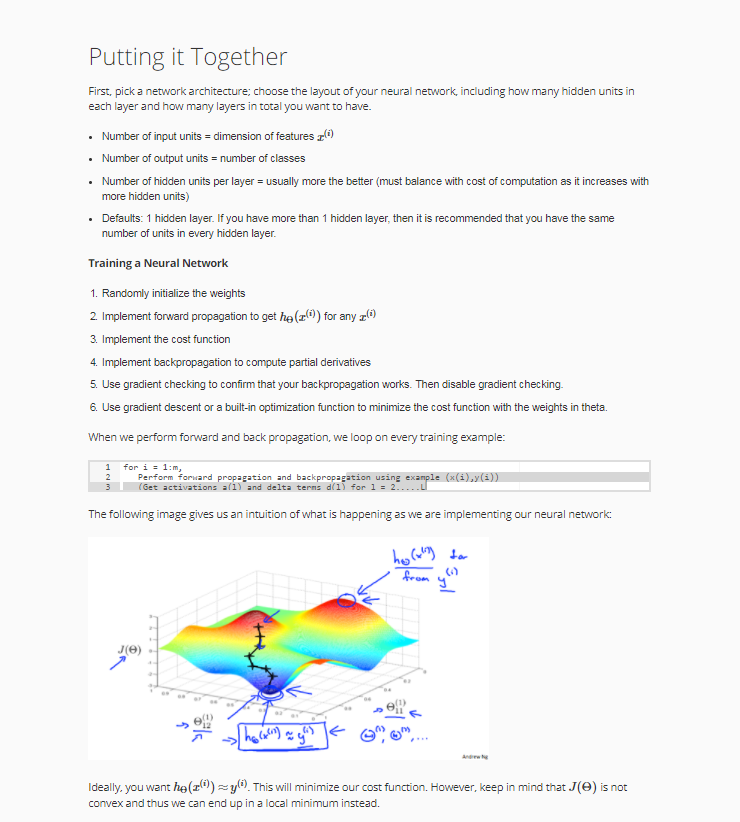 Putting it Together
First, pick a network architecture; choose the layout of your neural network, including how many hidden units in
each layer and how many layers in total you want to have.
• Number of input units = dimension of features x^(i)
• Number of output units = number of classes
• Number of hidden units per layer = usually more the better (must balance with cost of computation as it increases with
more hidden units)
• Defaults: 1 hidden layer. If you have more than 1 hidden layer, then it is recommended that you have the same
number of units in every hidden layer.
Training a Neural Network
1. Randomly initialize the weights
2. Implement forward propagation to get hΘ(x^(i)) for any x^(i)
3. Implement the cost function
4. Implement backpropagation to compute partial derivatives
5. Use gradient checking to confirm that your backpropagation works. Then disable gradient checking.
6. Use gradient descent or a built-in optimization function to minimize the cost function with the weights in theta.
When we perform forward and back propagation, we loop on every training example:
1 for i = 1:m,
2 Perform forward propagation and backpropagation using example (x(i),y(i))
3 (Get activations a(l) and delta terms d(l) for l = 2,...,L
The following image gives us an intuition of what is happening as we are implementing our neural network:
hΘ(x^(i)) far
from y^(i)
J(Θ)
Θ^(1)_11
Θ^(1)_12
hΘ(x^(i)) ≈ y^(i)
Θ^(1), Θ^(2), ...
Andrew Ng
Ideally, you want hΘ(x^(i)) ≈ y^(i). This will minimize our cost function. However, keep in mind that J(Θ) is not
convex and thus we can end up in a local minimum instead.